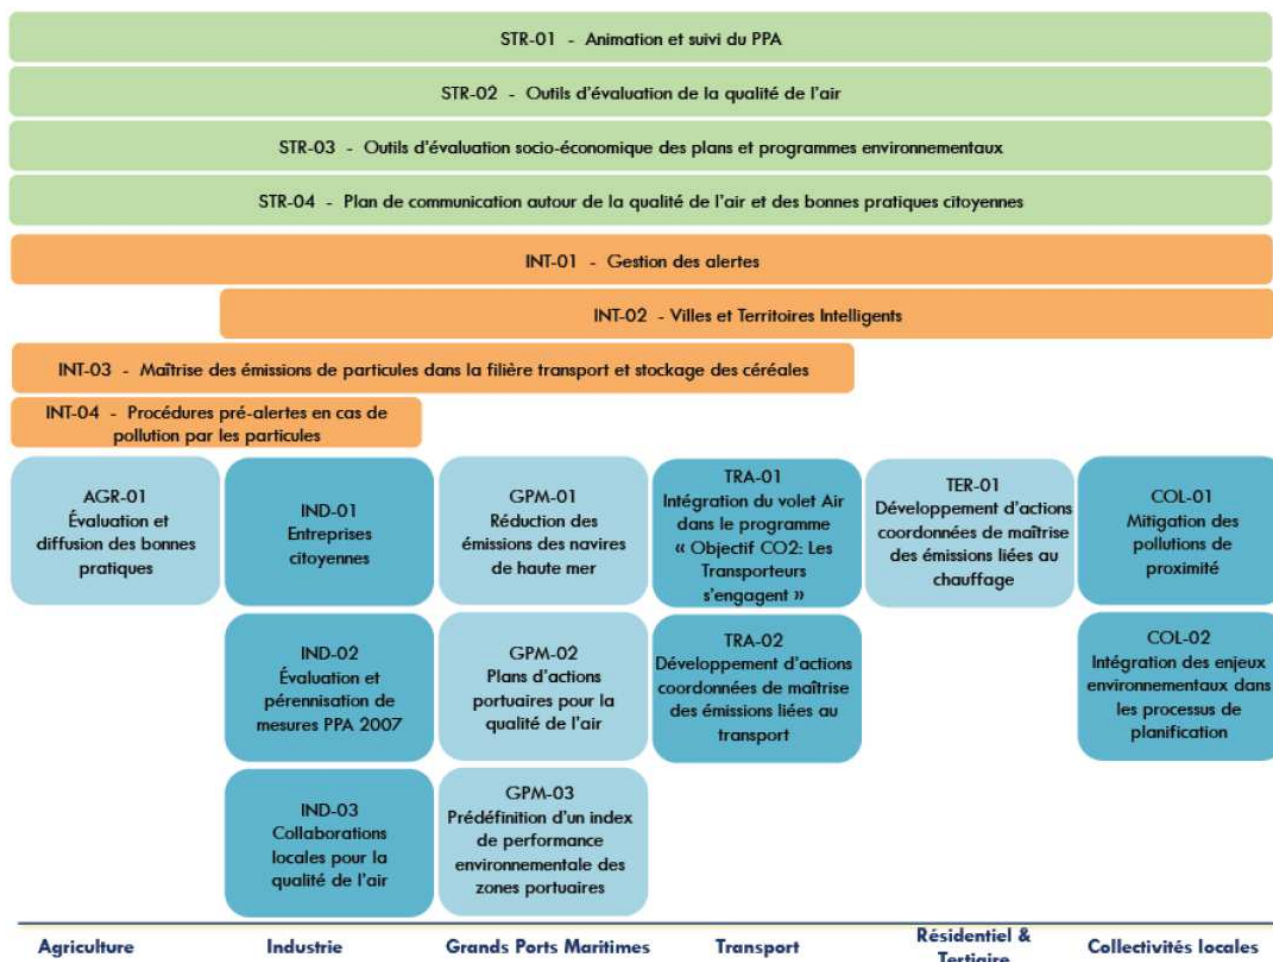 STR-01 - Animation et suivi du PPA
STR-02 - Outils d'évaluation de la qualité de l'air
STR-03 - Outils d'évaluation socio-économique des plans et programmes environnementaux
STR-04 - Plan de communication autour de la qualité de l'air et des bonnes pratiques citoyennes
INT-01 - Gestion des alertes
INT-02 - Villes et Territoires Intelligents
INT-03 - Maîtrise des émissions de particules dans la filière transport et stockage des céréales
INT-04 - Procédures pré-alertes en cas de
pollution par les particules
AGR-01
Évaluation et
diffusion des bonnes
pratiques
IND-01
Entreprises
citoyennes
GPM-01
Réduction des
émissions des navires
de haute mer
TRA-01
Intégration du volet Air
dans le programme
« Objectif CO2: Les
Transporteurs
s'engagent »
TER-01
Développement d'actions
coordonnées de maîtrise
des émissions liées au
chauffage
COL-01
Mitigation des
pollutions de
proximité
IND-02
Évaluation et
pérennisation de
mesures PPA 2007
GPM-02
Plans d'actions
portuaires pour la
qualité de l'air
TRA-02
Développement d'actions
coordonnées de maîtrise
des émissions liées au
transport
COL-02
Intégration des enjeux
environnementaux dans
les processus de
planification
IND-03
Collaborations
locales pour la
qualité de l'air
GPM-03
Prédéfinition d'un index
de performance
environnementale des
zones portuaires
Agriculture
Industrie
Grands Ports Maritimes
Transport
Résidentiel &
Tertiaire
Collectivités locales